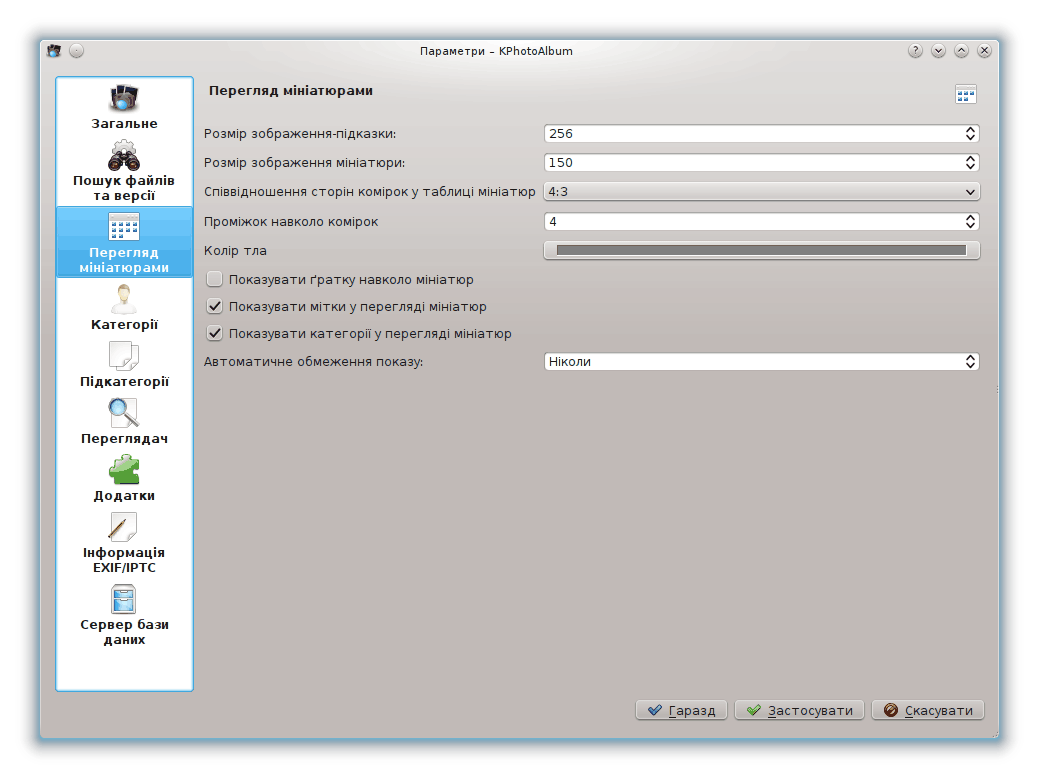 Параметри – KPhotoAlbum
Загальне
Пошук файлів
та версії
Перегляд
мініатюрами
Категорії
Підкатегорії
Переглядач
Додатки
Інформація
EXIF/IPTC
Сервер бази
даних
Перегляд мініатюрами
Розмір зображення-підказки: 256
Розмір зображення мініатюри: 150
Співвідношення сторін комірок у таблиці мініатюр 4:3
Проміжок навколо комірок 4
Колір тла
Показувати ґратку навколо мініатюр
Показувати мітки у перегляді мініатюр
Показувати категорії у перегляді мініатюр
Автоматичне обмеження показу: Ніколи
Гаразд Застосувати Скасувати